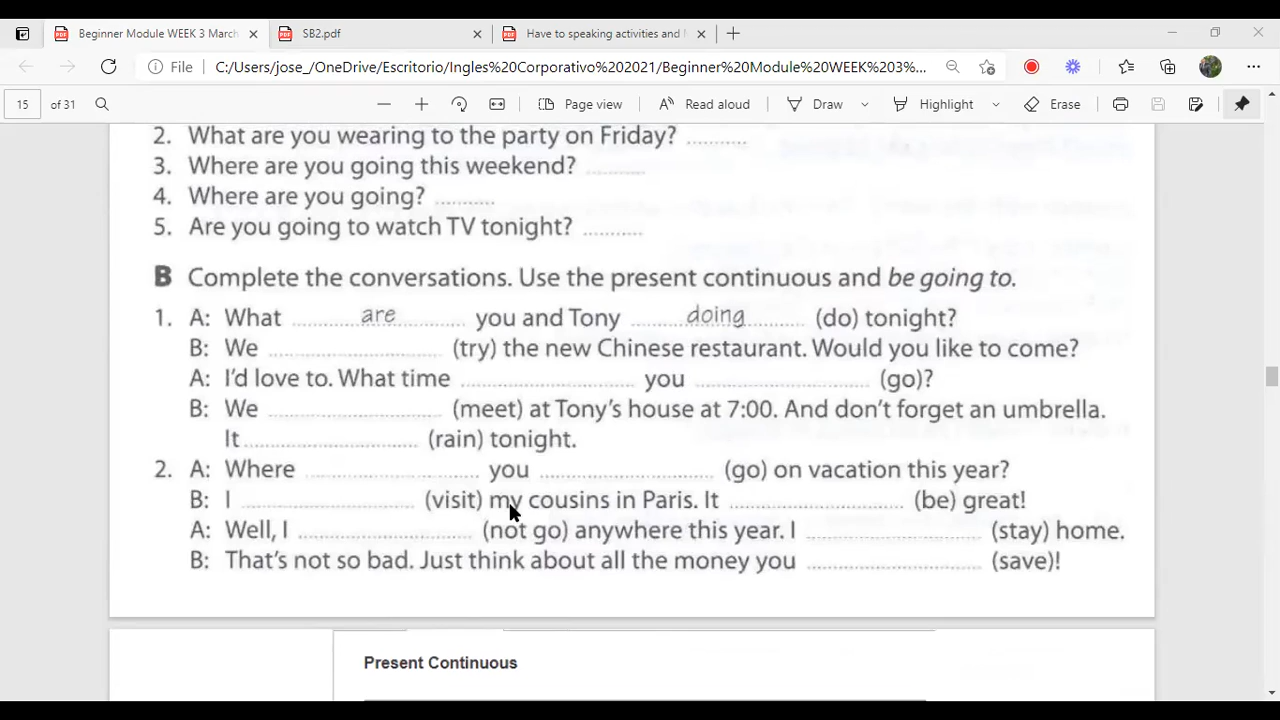 Beginner Module WEEK 3 March
SB2.pdf
Have to speaking activities and
File C:/Users/jose_/OneDrive/Escritorio/Ingles%20Corporativo%202021/Beginner%20Module%20WEEK%203%...
15 of 31 Page view Read aloud Draw Highlight Erase
2. What are you wearing to the party on Friday? ..........
3. Where are you going this weekend? ..........
4. Where are you going? ..........
5. Are you going to watch TV tonight? ..........
B Complete the conversations. Use the present continuous and be going to.
1. A: What ..........are.......... you and Tony ..........doing.......... (do) tonight?
B: We .............................. (try) the new Chinese restaurant. Would you like to come?
A: I'd love to. What time .............................. you .............................. (go)?
B: We .............................. (meet) at Tony's house at 7:00. And don't forget an umbrella.
It .............................. (rain) tonight.
2. A: Where .............................. you .............................. (go) on vacation this year?
B: I .............................. (visit) my cousins in Paris. It .............................. (be) great!
A: Well, I .............................. (not go) anywhere this year. I .............................. (stay) home.
B: That's not so bad. Just think about all the money you .............................. (save)!
Present Continuous